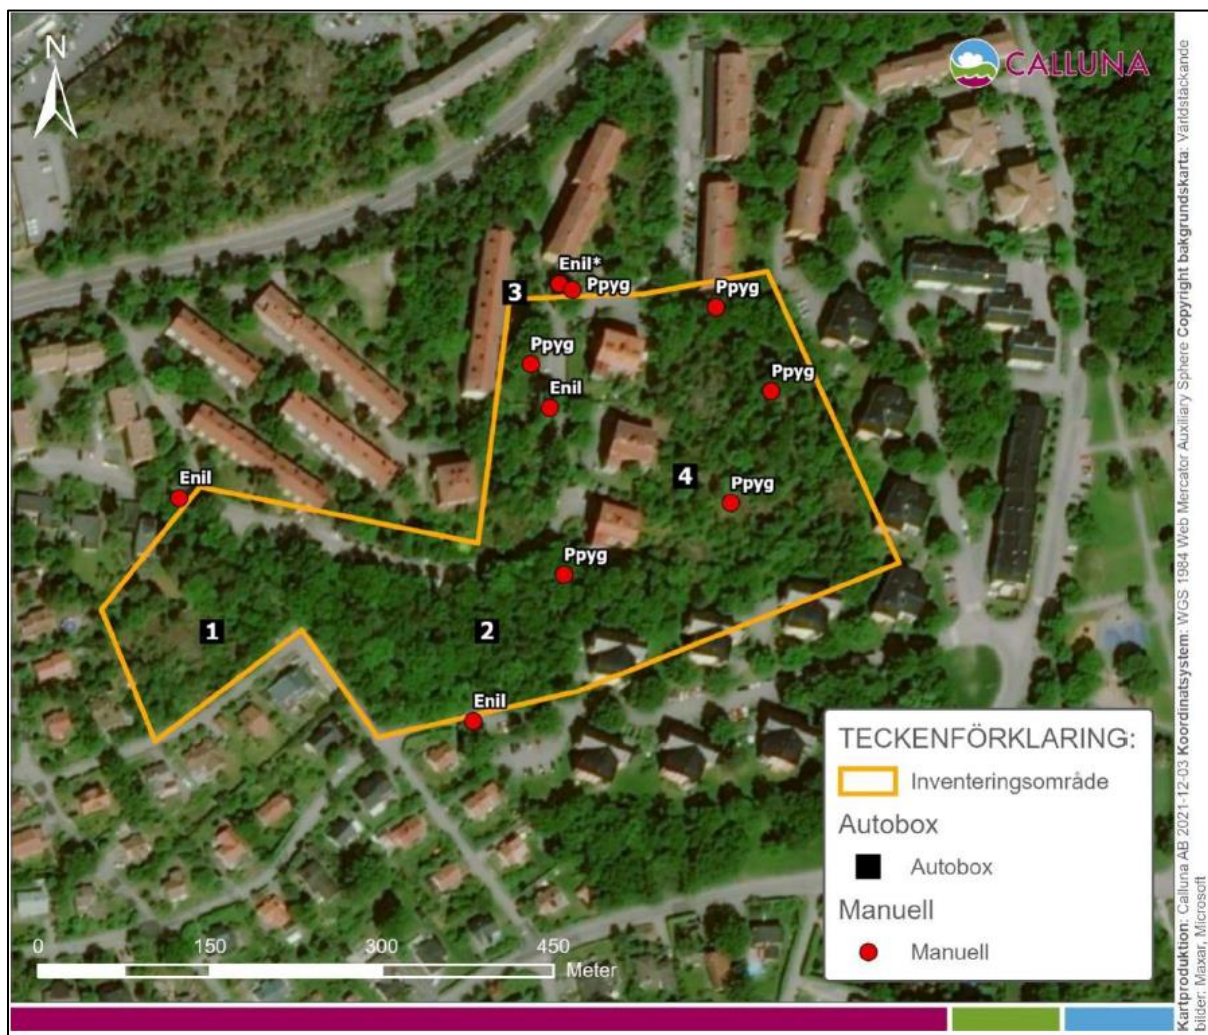 N
CALLUNA
Enil*
3
Ppyg
Ppyg
Ppyg
Ppyg
Enil
4
Ppyg
Enil
Ppyg
1
2
Enil
TECKENFÖRKLARING:
Inventeringsområde
Autobox
Autobox
Manuell
Manuell
0 150 300 450
Meter
Kartproduktion: Calluna AB 2021-12-03 Koordinatsystem: WGS 1984 Web Mercator Auxiliary Sphere Copyright bakgrundskarta: Världstäckande
bilder: Maxar, Microsoft